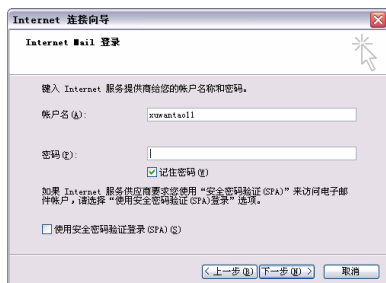 Internet 连接向导
Internet Mail 登录
键入 Internet 服务提供商给您的帐户名称和密码。
帐户名(A): xuwantao11
密码(P):
记住密码(W)
如果 Internet 服务供应商要求您使用“安全密码验证(SPA)”来访问电子邮
件帐户，请选择“使用安全密码验证(SPA)登录”选项。
使用安全密码验证登录(SPA)(S)
< 上一步(B) 下一步(N) > 取消